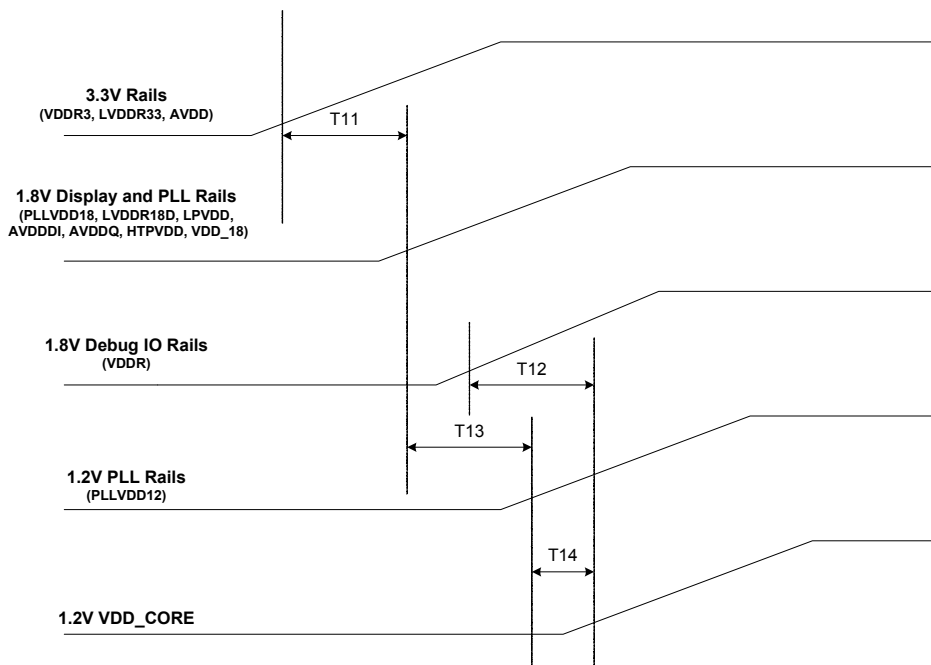 3.3V Rails
(VDDR3, LVDDR33, AVDD)
T11
1.8V Display and PLL Rails
(PLLVDD18, LVDDR18D, LPVDD,
AVDDDI, AVDDQ, HTPVDD, VDD_18)
1.8V Debug IO Rails
(VDDR)
T12
T13
1.2V PLL Rails
(PLLVDD12)
T14
1.2V VDD_CORE